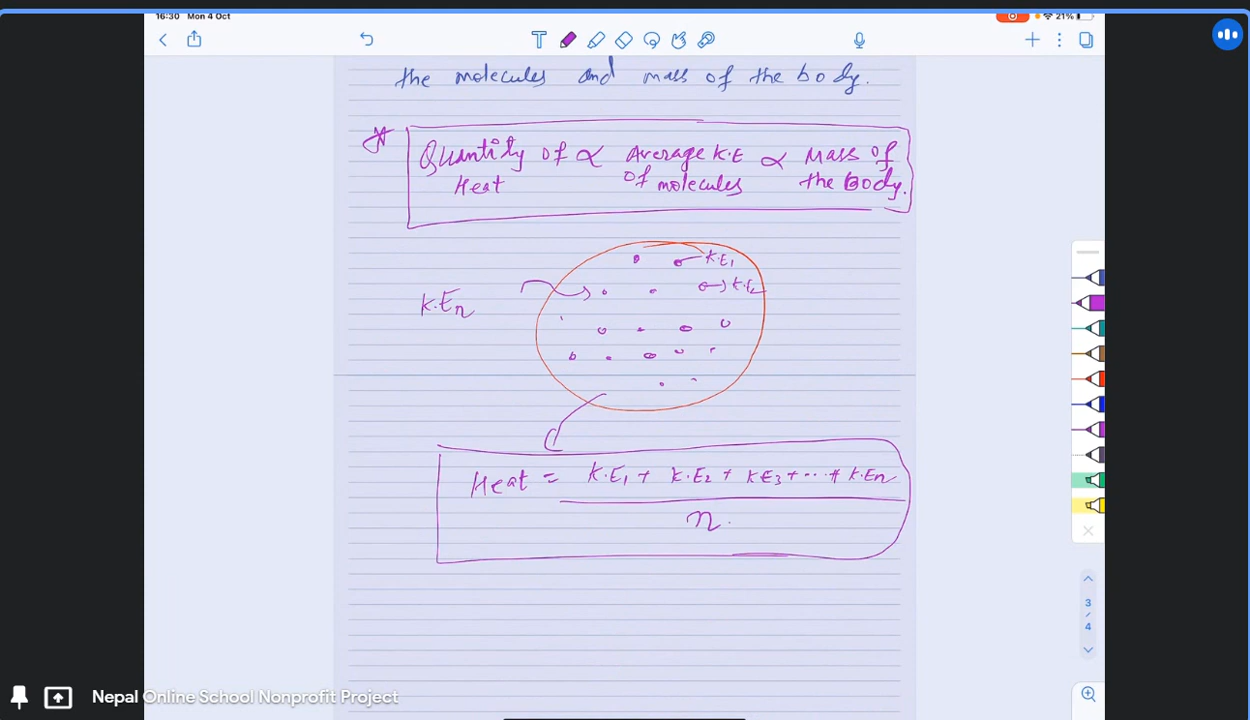 16:30 Mon 4 Oct
21%
the molecules and mass of the body.
Quantity of ∝ Average K.E ∝ Mass of
Heat of molecules the Body.
K.E1
K.E2
K.En
Heat = K.E1 + K.E2 + K.E3 + ... + K.En
n
3
/
4
Nepal Online School Nonprofit Project